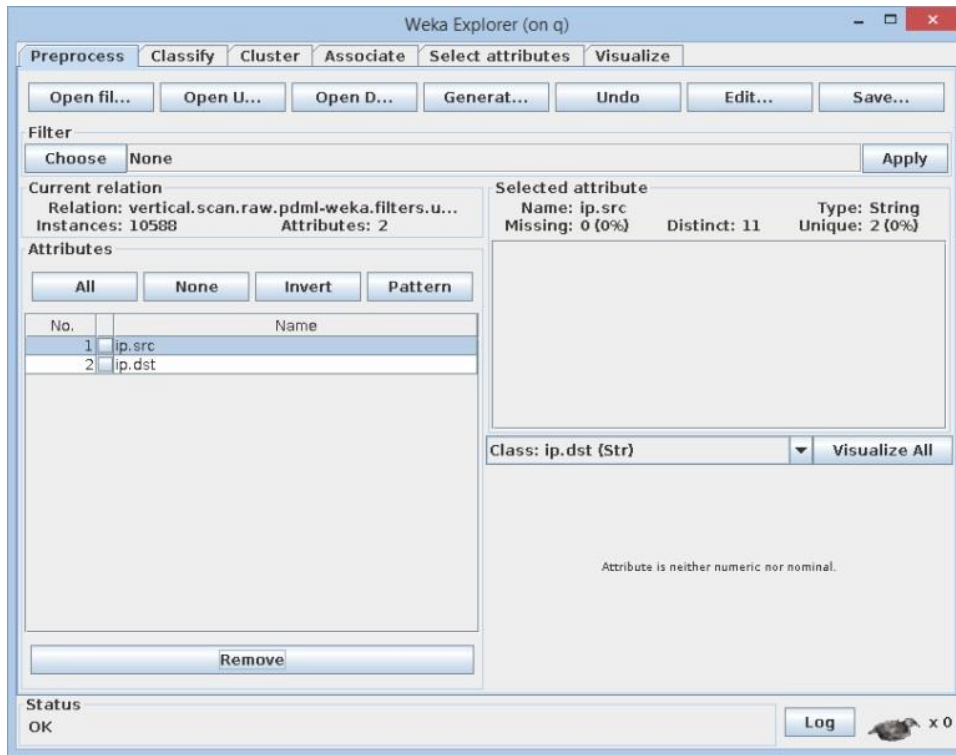 Weka Explorer (on q)
Preprocess Classify Cluster Associate Select attributes Visualize
Open fil... Open U... Open D... Generat... Undo Edit... Save...
Filter
Choose None Apply
Current relation
Relation: vertical.scan.raw.pdml-weka.filters.u...
Instances: 10588 Attributes: 2
Attributes
All None Invert Pattern
No. Name
1 ip.src
2 ip.dst
Remove
Selected attribute
Name: ip.src Type: String
Missing: 0 (0%) Distinct: 11 Unique: 2 (0%)
Class: ip.dst (Str) Visualize All
Attribute is neither numeric nor nominal.
Status
OK
Log x 0